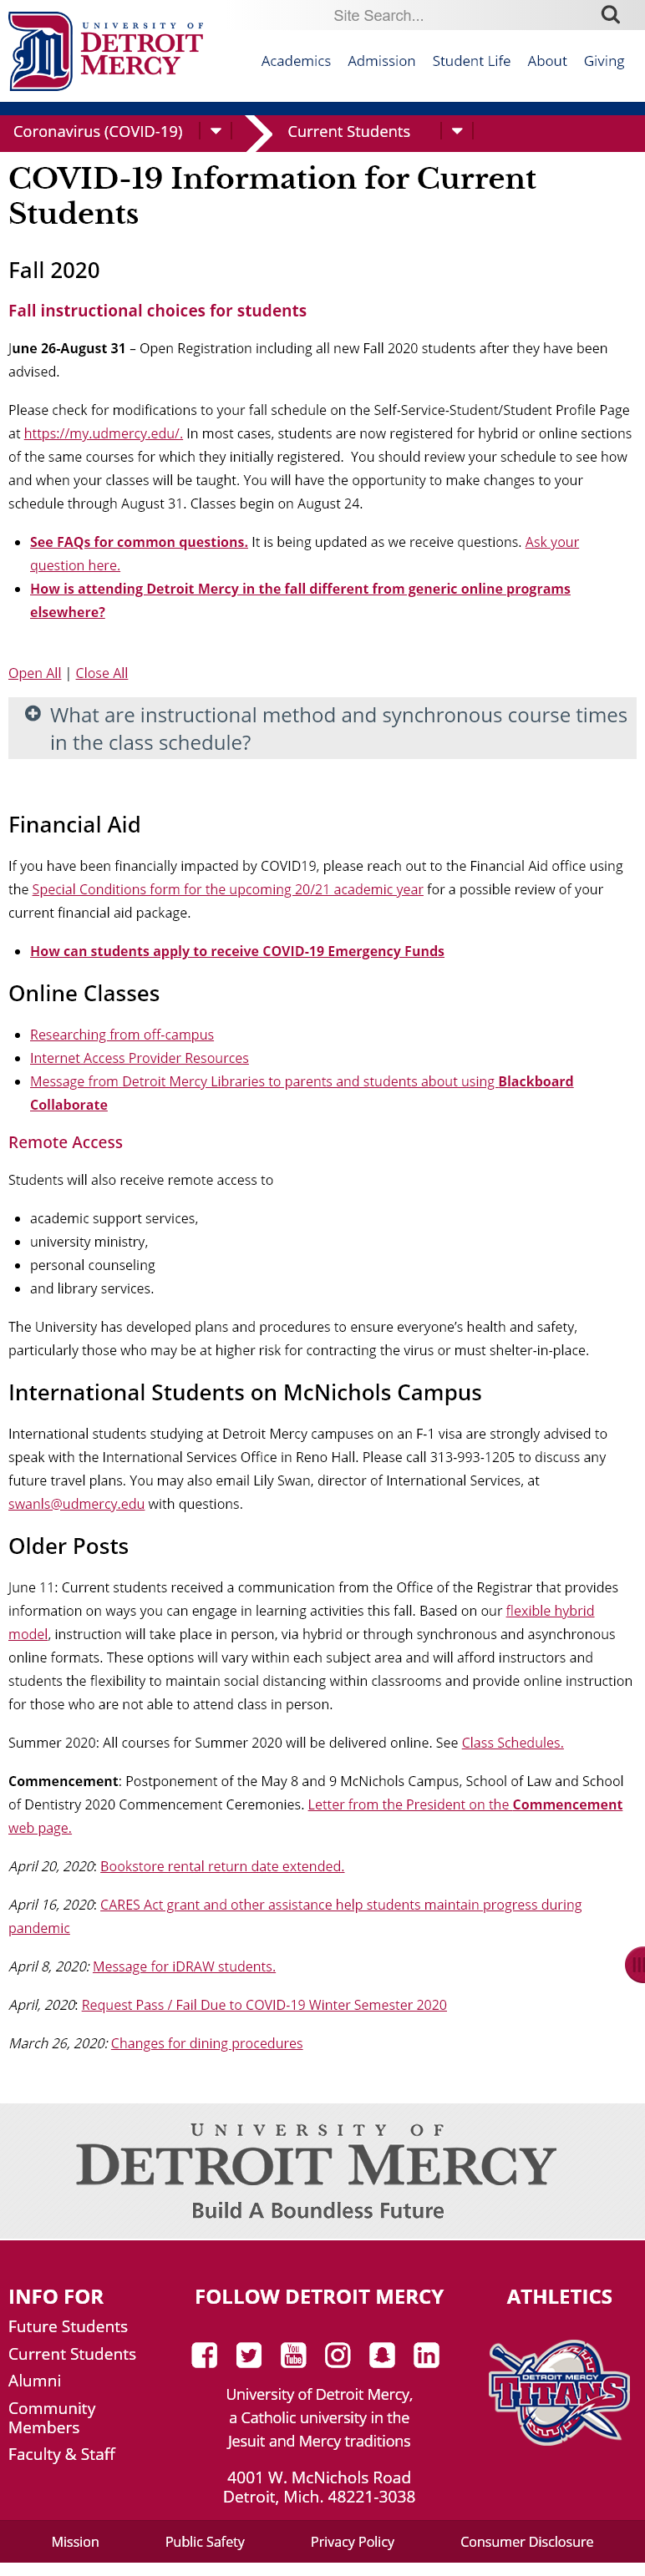 UNIVERSITY OF
DETROIT
MERCY
Site Search...
Academics Admission Student Life About Giving
Coronavirus (COVID-19) Current Students
COVID-19 Information for Current
Students
Fall 2020
Fall instructional choices for students
June 26-August 31 – Open Registration including all new Fall 2020 students after they have been
advised.
Please check for modifications to your fall schedule on the Self-Service-Student/Student Profile Page
at https://my.udmercy.edu/. In most cases, students are now registered for hybrid or online sections
of the same courses for which they initially registered.  You should review your schedule to see how
and when your classes will be taught. You will have the opportunity to make changes to your
schedule through August 31. Classes begin on August 24.
See FAQs for common questions. It is being updated as we receive questions. Ask your
question here.
How is attending Detroit Mercy in the fall different from generic online programs
elsewhere?
Open All | Close All
What are instructional method and synchronous course times
in the class schedule?
Financial Aid
If you have been financially impacted by COVID19, please reach out to the Financial Aid office using
the Special Conditions form for the upcoming 20/21 academic year for a possible review of your
current financial aid package.
How can students apply to receive COVID-19 Emergency Funds
Online Classes
Researching from off-campus
Internet Access Provider Resources
Message from Detroit Mercy Libraries to parents and students about using Blackboard
Collaborate
Remote Access
Students will also receive remote access to
academic support services,
university ministry,
personal counseling
and library services.
The University has developed plans and procedures to ensure everyone’s health and safety,
particularly those who may be at higher risk for contracting the virus or must shelter-in-place.
International Students on McNichols Campus
International students studying at Detroit Mercy campuses on an F-1 visa are strongly advised to
speak with the International Services Office in Reno Hall. Please call 313-993-1205 to discuss any
future travel plans. You may also email Lily Swan, director of International Services, at
swanls@udmercy.edu with questions.
Older Posts
June 11: Current students received a communication from the Office of the Registrar that provides
information on ways you can engage in learning activities this fall. Based on our flexible hybrid
model, instruction will take place in person, via hybrid or through synchronous and asynchronous
online formats. These options will vary within each subject area and will afford instructors and
students the flexibility to maintain social distancing within classrooms and provide online instruction
for those who are not able to attend class in person.
Summer 2020: All courses for Summer 2020 will be delivered online. See Class Schedules.
Commencement: Postponement of the May 8 and 9 McNichols Campus, School of Law and School
of Dentistry 2020 Commencement Ceremonies. Letter from the President on the Commencement
web page.
April 20, 2020: Bookstore rental return date extended.
April 16, 2020: CARES Act grant and other assistance help students maintain progress during
pandemic
April 8, 2020: Message for iDRAW students.
April, 2020: Request Pass / Fail Due to COVID-19 Winter Semester 2020
March 26, 2020: Changes for dining procedures
UNIVERSITY OF
DETROIT MERCY
Build A Boundless Future
INFO FOR
Future Students
Current Students
Alumni
Community
Members
Faculty & Staff
FOLLOW DETROIT MERCY
You
Tube
University of Detroit Mercy,
a Catholic university in the
Jesuit and Mercy traditions
4001 W. McNichols Road
Detroit, Mich. 48221-3038
ATHLETICS
DETROIT MERCY
TITANS
Mission Public Safety Privacy Policy Consumer Disclosure